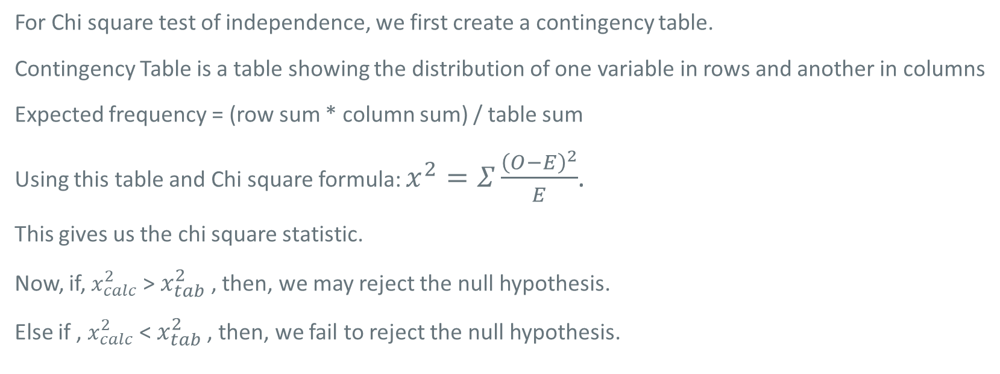 For Chi square test of independence, we first create a contingency table.
Contingency Table is a table showing the distribution of one variable in rows and another in columns
Expected frequency = (row sum * column sum) / table sum
Using this table and Chi square formula: $x^2 = \Sigma \frac{(O-E)^2}{E}$.
This gives us the chi square statistic.
Now, if, $x^2_{calc}$ > $x^2_{tab}$ , then, we may reject the null hypothesis.
Else if , $x^2_{calc}$ < $x^2_{tab}$ , then, we fail to reject the null hypothesis.